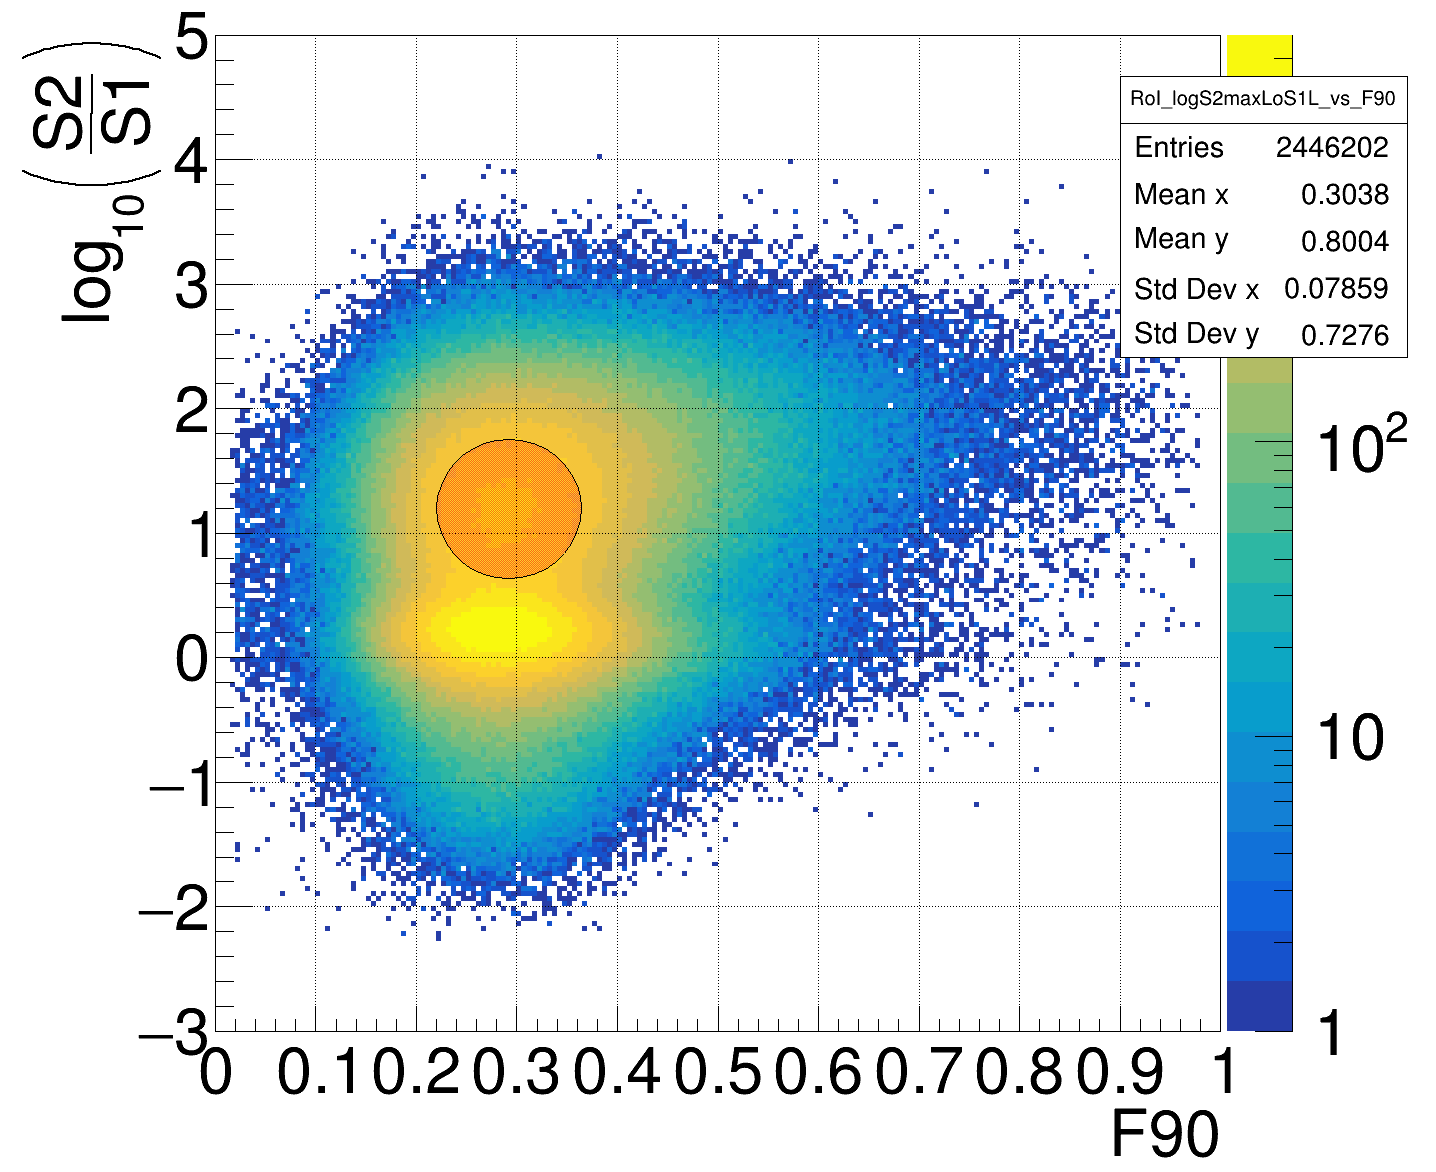 log10(S2/S1)
5
4
3
2
1
0
−1
−2
−3
0 0.1 0.2 0.3 0.4 0.5 0.6 0.7 0.8 0.9 1
F90
RoI_logS2maxLoS1L_vs_F90
Entries 2446202
Mean x 0.3038
Mean y 0.8004
Std Dev x 0.07859
Std Dev y 0.7276
10²
10
1